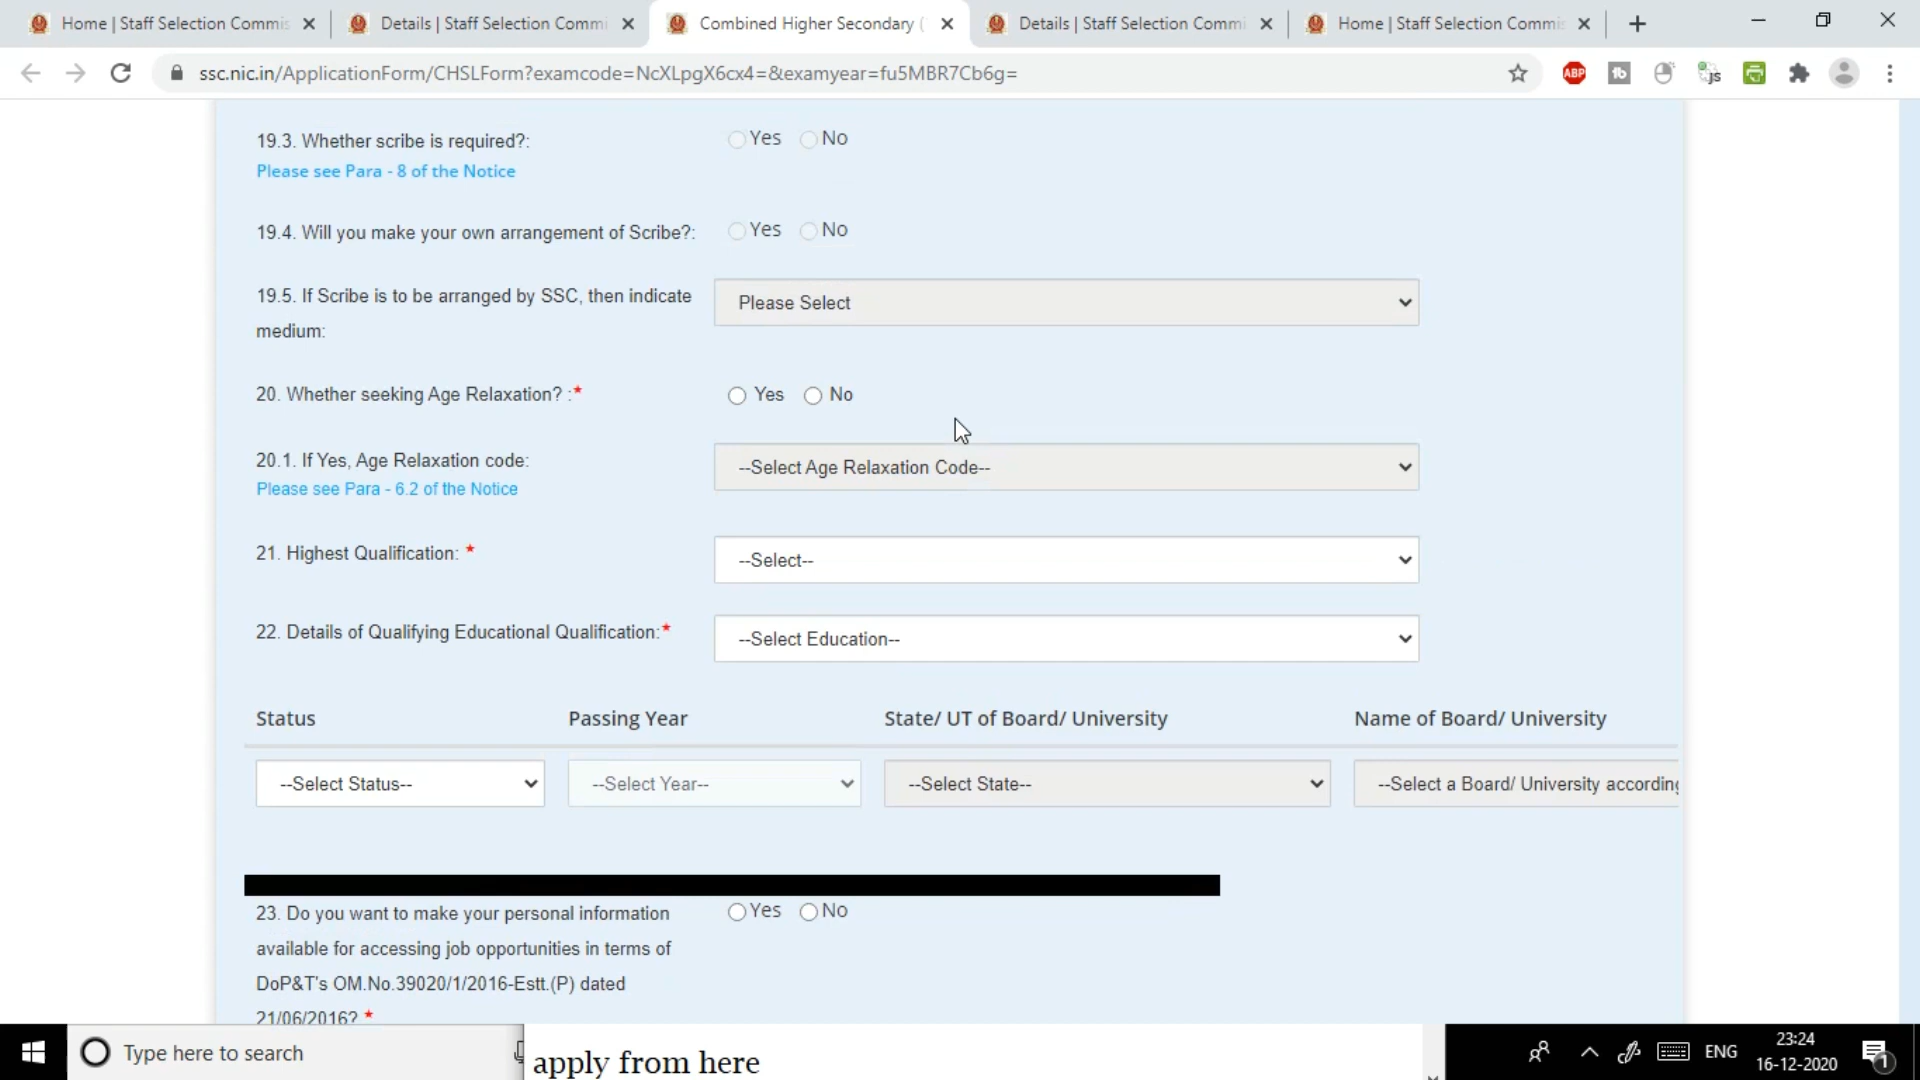 Home | Staff Selection Commis
Details | Staff Selection Commi
Combined Higher Secondary (
Details | Staff Selection Commi
Home | Staff Selection Commis
ssc.nic.in/ApplicationForm/CHSLForm?examcode=NcXLpgX6cx4=&examyear=fu5MBR7Cb6g=
ABP
JS
19.3. Whether scribe is required?:
Yes No
Please see Para - 8 of the Notice
19.4. Will you make your own arrangement of Scribe?:
Yes No
19.5. If Scribe is to be arranged by SSC, then indicate
medium:
Please Select
20. Whether seeking Age Relaxation? :*
Yes No
20.1. If Yes, Age Relaxation code:
Please see Para - 6.2 of the Notice
--Select Age Relaxation Code--
21. Highest Qualification: *
--Select--
22. Details of Qualifying Educational Qualification:*
--Select Education--
Status Passing Year State/ UT of Board/ University Name of Board/ University
--Select Status-- --Select Year-- --Select State-- --Select a Board/ University according
23. Do you want to make your personal information
available for accessing job opportunities in terms of
DoP&T's OM.No.39020/1/2016-Estt.(P) dated
21/06/2016? *
Yes No
Type here to search
apply from here
ENG
23:24
16-12-2020
1